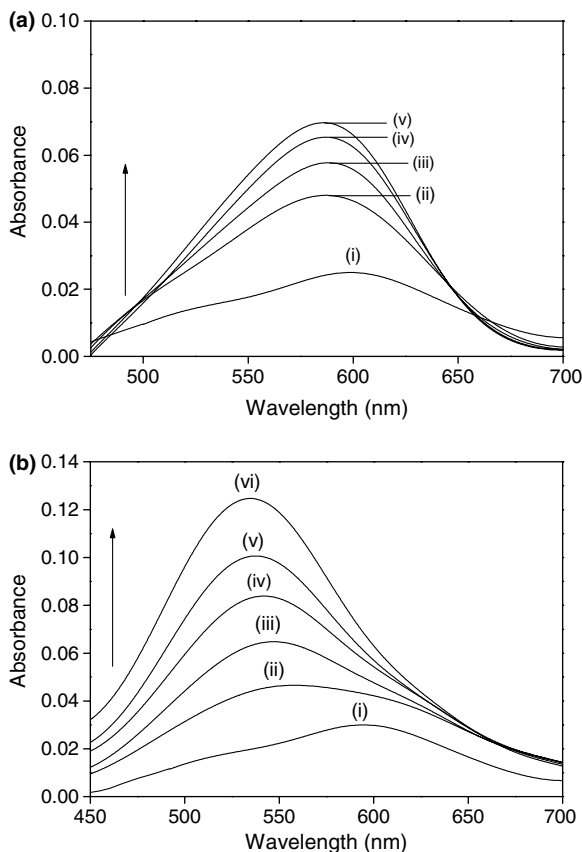 (a)
0.10
0.08
0.06
0.04
0.02
0.00
Absorbance
(v)
(iv)
(iii)
(ii)
(i)
500 550 600 650 700
Wavelength (nm)
(b)
0.14
0.12
0.10
0.08
0.06
0.04
0.02
0.00
Absorbance
(vi)
(v)
(iv)
(iii)
(ii)
(i)
450 500 550 600 650 700
Wavelength (nm)